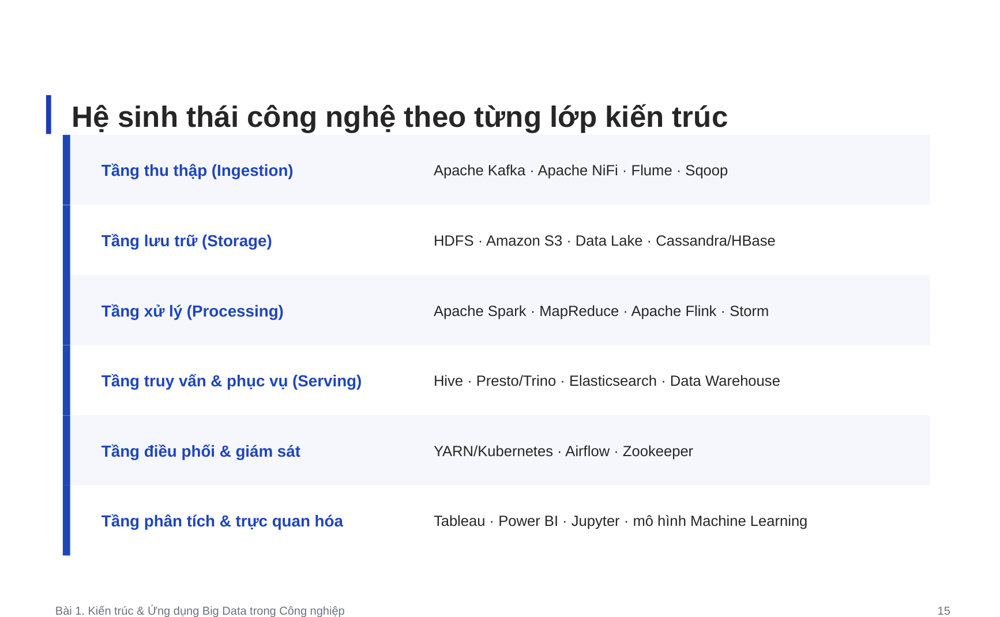 Hệ sinh thái công nghệ theo từng lớp kiến trúc
Tầng thu thập (Ingestion)
Apache Kafka · Apache NiFi · Flume · Sqoop
Tầng lưu trữ (Storage)
HDFS · Amazon S3 · Data Lake · Cassandra/HBase
Tầng xử lý (Processing)
Apache Spark · MapReduce · Apache Flink · Storm
Tầng truy vấn & phục vụ (Serving)
Hive · Presto/Trino · Elasticsearch · Data Warehouse
Tầng điều phối & giám sát
YARN/Kubernetes · Airflow · Zookeeper
Tầng phân tích & trực quan hóa
Tableau · Power BI · Jupyter · mô hình Machine Learning
Bài 1. Kiến trúc & Ứng dụng Big Data trong Công nghiệp
15